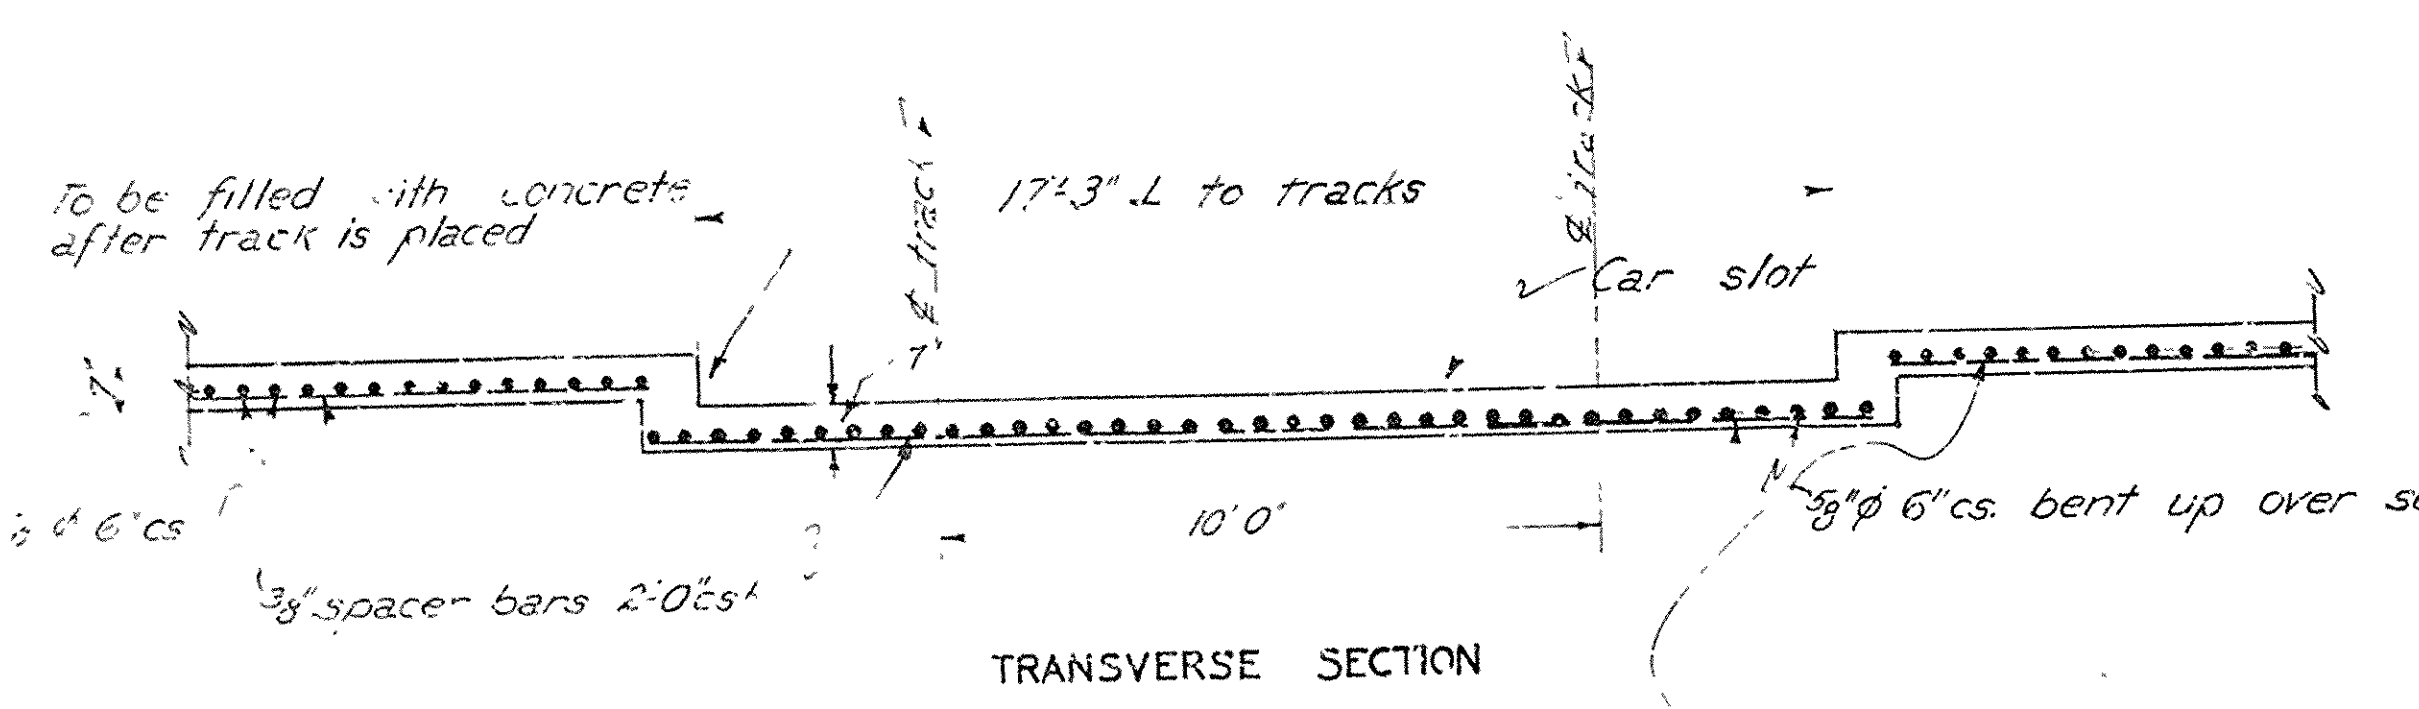 To be filled with concrete
after track is placed
℄ track
17'-3" ⊥ to tracks
℄ track
Car slot
7"
7"
6" cs
3/8" spacer bars 2'-0" cs
10' 0"
5/8" φ 6" cs. bent up over
TRANSVERSE SECTION